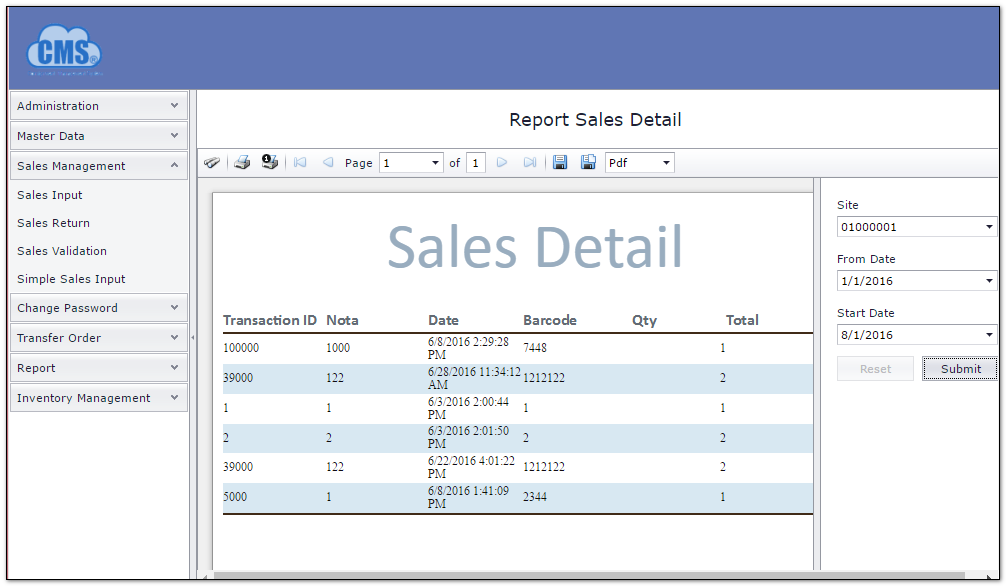 CMS
Report Sales Detail
Administration
Master Data
Sales Management
Sales Input
Sales Return
Sales Validation
Simple Sales Input
Change Password
Transfer Order
Report
Inventory Management
Page 1 of 1 Pdf
Sales Detail
Transaction ID Nota Date Barcode Qty Total
100000 1000 6/8/2016 2:29:28 PM 7448 1
39000 122 6/28/2016 11:34:12 AM 1212122 2
1 1 6/3/2016 2:00:44 PM 1 1
2 2 6/3/2016 2:01:50 PM 2 2
39000 122 6/22/2016 4:01:22 PM 1212122 2
5000 1 6/8/2016 1:41:09 PM 2344 1
Site
01000001
From Date
1/1/2016
Start Date
8/1/2016
Reset Submit